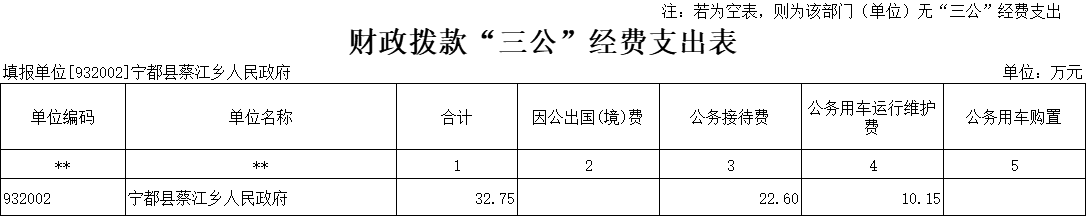 注：若为空表，则为该部门（单位）无“三公”经费支出
财政拨款“三公”经费支出表
填报单位[932002]宁都县蔡江乡人民政府 单位：万元
单位编码 单位名称 合计 因公出国(境)费 公务接待费 公务用车运行维护费 公务用车购置
** ** 1 2 3 4 5
932002 宁都县蔡江乡人民政府 32.75 22.60 10.15